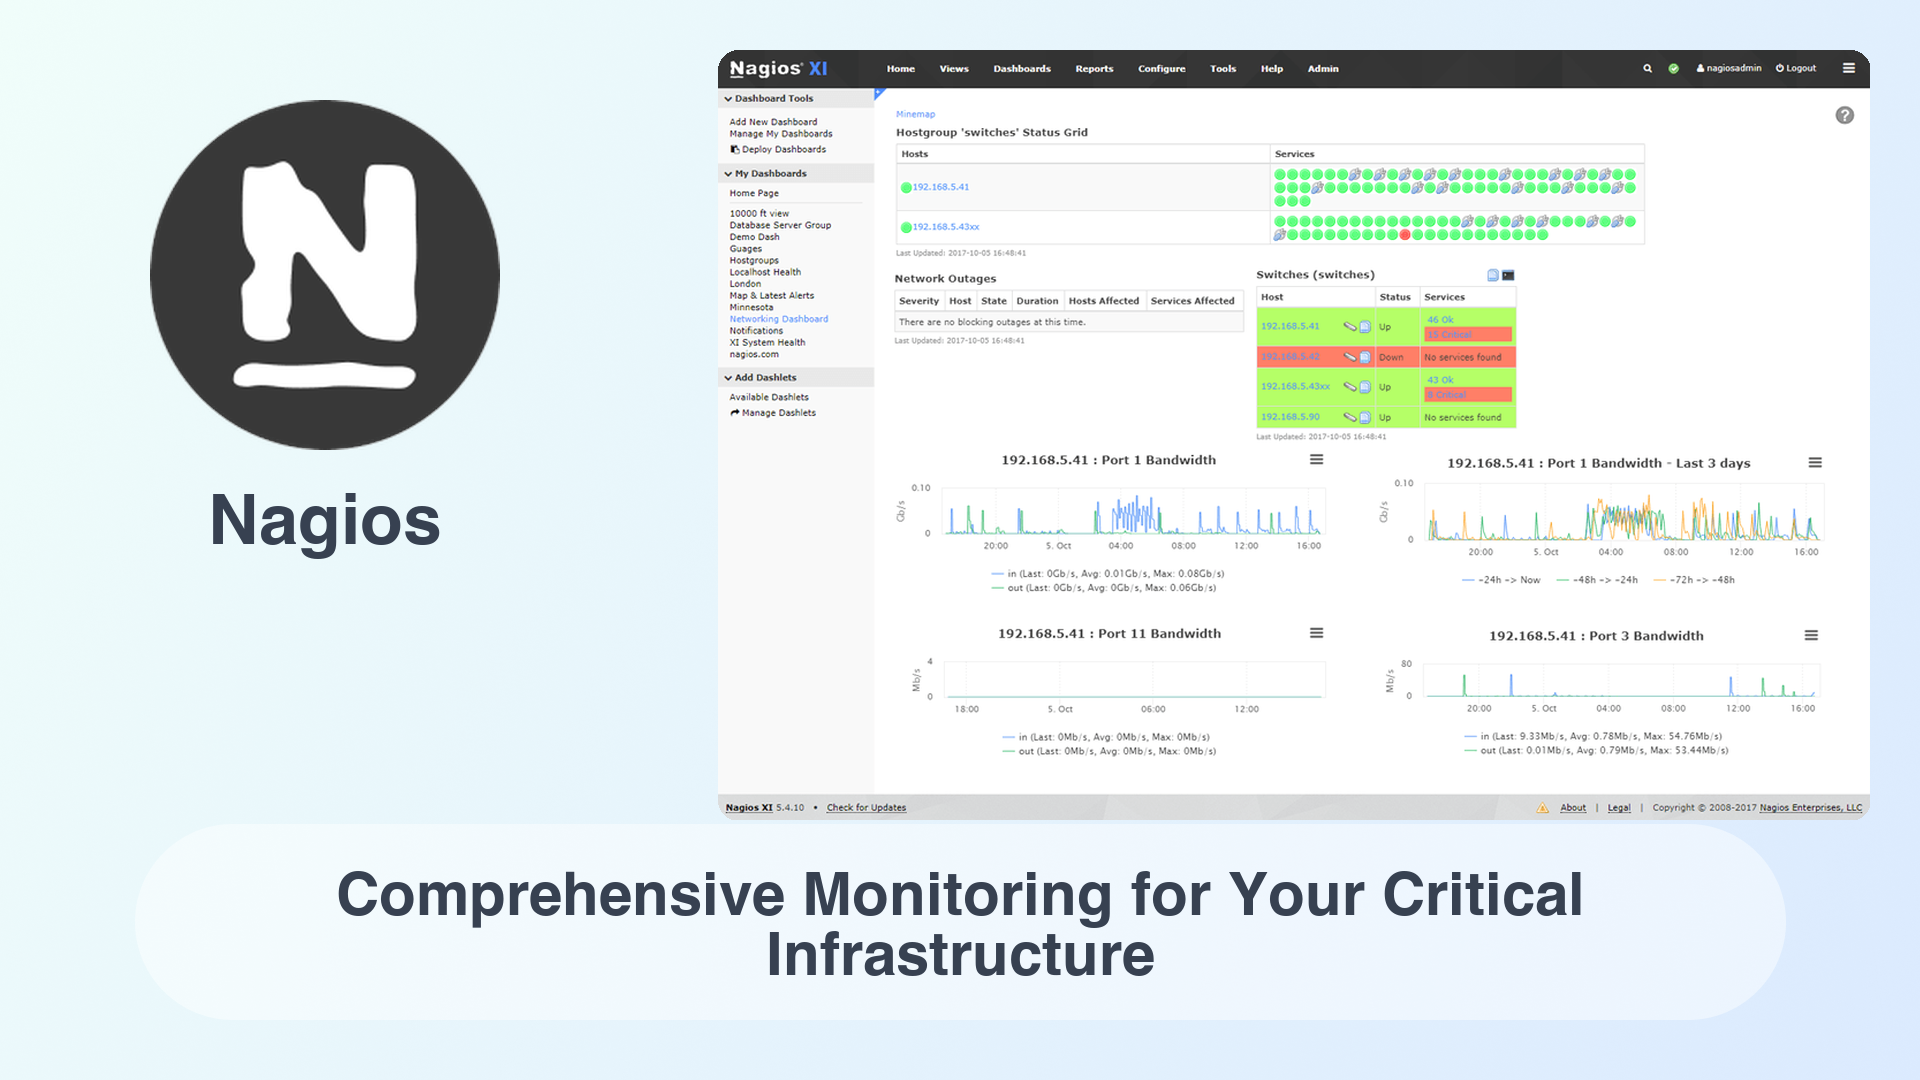 Nagios
Nagios XI
Home Views Dashboards Reports Configure Tools Help Admin
nagiosadmin Logout
Dashboard Tools
Add New Dashboard
Manage My Dashboards
Deploy Dashboards
My Dashboards
Home Page
10000 ft view
Database Server Group
Demo Dash
Guages
Hostgroups
Localhost Health
London
Map & Latest Alerts
Minnesota
Networking Dashboard
Notifications
XI System Health
nagios.com
Add Dashlets
Available Dashlets
Manage Dashlets
Minemap
?
Hostgroup 'switches' Status Grid
Hosts Services
192.168.5.41
192.168.5.43xx
Last Updated: 2017-10-05 16:48:41
Network Outages
Severity Host State Duration Hosts Affected Services Affected
There are no blocking outages at this time.
Last Updated: 2017-10-05 16:48:41
Switches (switches)
Host Status Services
192.168.5.41 Up 46 Ok
15 Critical
192.168.5.42 Down No services found
192.168.5.43xx Up 43 Ok
8 Critical
192.168.5.90 Up No services found
Last Updated: 2017-10-05 16:48:41
192.168.5.41 : Port 1 Bandwidth
Gb/s
0.10
0
20:00 5. Oct 04:00 08:00 12:00 16:00
in (Last: 0Gb/s, Avg: 0.01Gb/s, Max: 0.08Gb/s)
out (Last: 0Gb/s, Avg: 0Gb/s, Max: 0.06Gb/s)
192.168.5.41 : Port 1 Bandwidth - Last 3 days
Gb/s
0.10
0
20:00 5. Oct 04:00 08:00 12:00 16:00
-24h -> Now -48h -> -24h -72h -> -48h
192.168.5.41 : Port 11 Bandwidth
Mb/s
4
0
18:00 5. Oct 06:00 12:00
in (Last: 0Mb/s, Avg: 0Mb/s, Max: 0Mb/s)
out (Last: 0Mb/s, Avg: 0Mb/s, Max: 0Mb/s)
192.168.5.41 : Port 3 Bandwidth
Mb/s
80
0
20:00 5. Oct 04:00 08:00 12:00 16:00
in (Last: 9.33Mb/s, Avg: 0.78Mb/s, Max: 54.76Mb/s)
out (Last: 0.01Mb/s, Avg: 0.79Mb/s, Max: 53.44Mb/s)
Nagios XI 5.4.10 • Check for Updates
About | Legal | Copyright © 2008-2017 Nagios Enterprises, LLC
Comprehensive Monitoring for Your Critical
Infrastructure